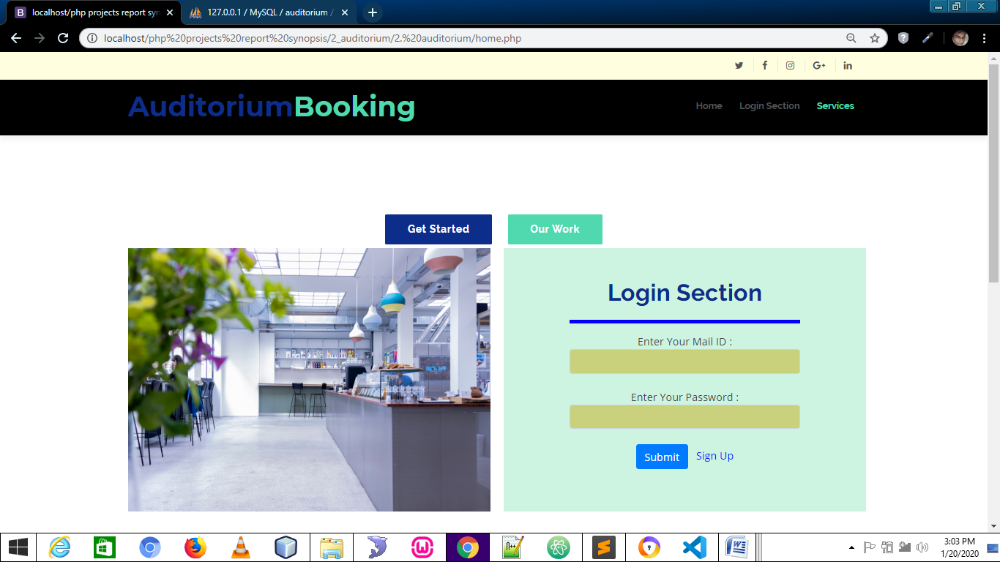 localhost/php projects report syn
127.0.0.1 / MySQL / auditorium /
localhost/php%20projects%20report%20synopsis/2_auditorium/2.%20auditorium/home.php
AuditoriumBooking
Home Login Section Services
Get Started Our Work
Login Section
Enter Your Mail ID :
Enter Your Password :
Submit Sign Up
3:03 PM
1/20/2020